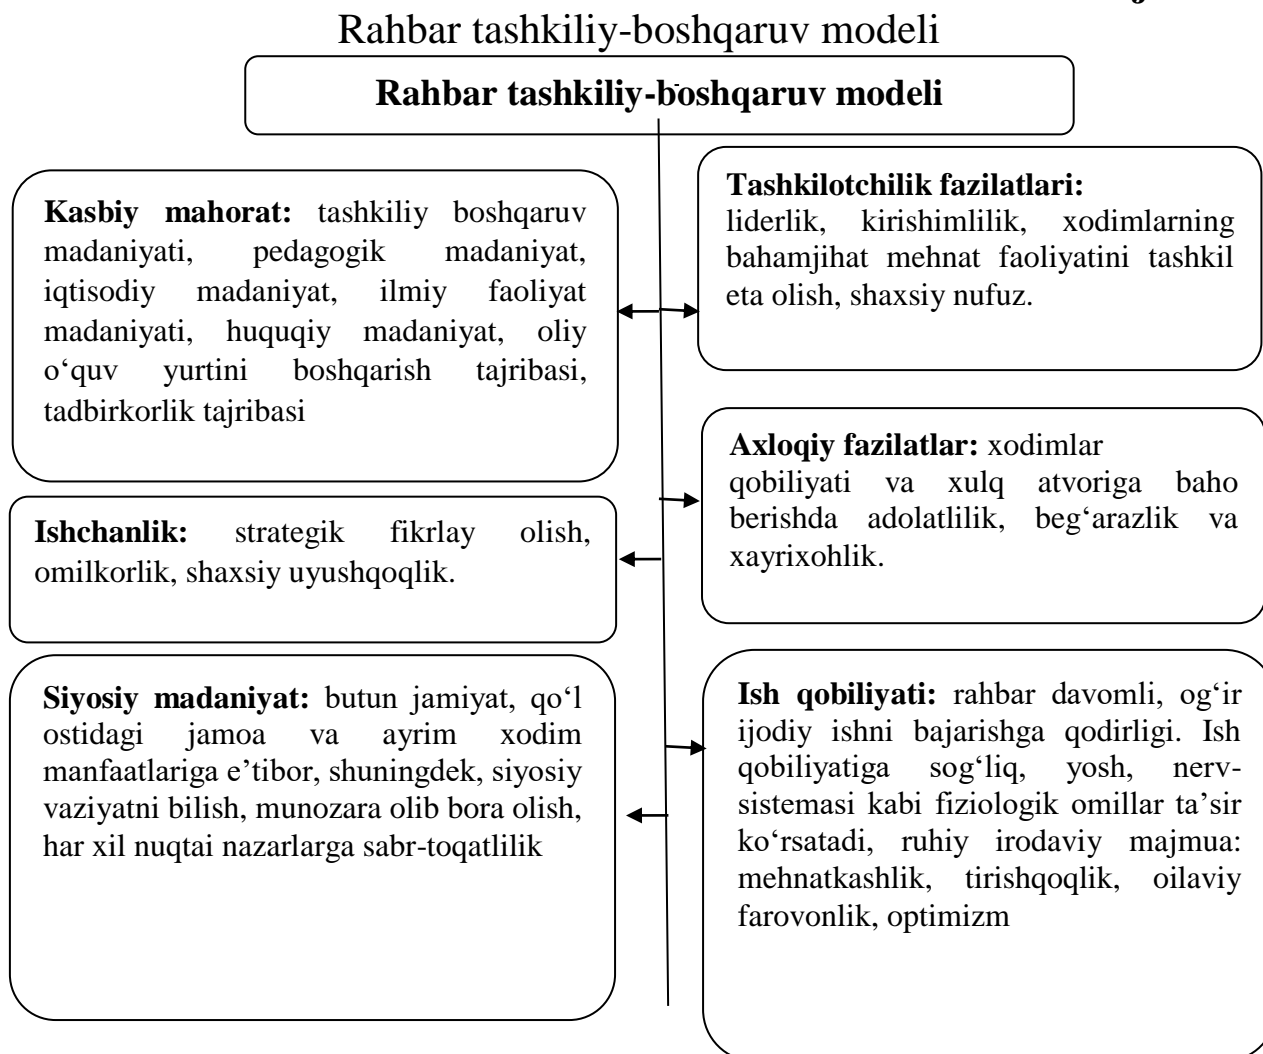 Rahbar tashkiliy-boshqaruv modeli
Rahbar tashkiliy-boshqaruv modeli
Kasbiy mahorat: tashkiliy boshqaruv
madaniyati, pedagogik madaniyat,
iqtisodiy madaniyat, ilmiy faoliyat
madaniyati, huquqiy madaniyat, oliy
o‘quv yurtini boshqarish tajribasi,
tadbirkorlik tajribasi
Tashkilotchilik fazilatlari:
liderlik, kirishimlilik, xodimlarning
bahamjihat mehnat faoliyatini tashkil
eta olish, shaxsiy nufuz.
Ishchanlik: strategik fikrlay olish,
omilkorlik, shaxsiy uyushqoqlik.
Axloqiy fazilatlar: xodimlar
qobiliyati va xulq atvoriga baho
berishda adolatlilik, beg‘arazlik va
xayrixohlik.
Siyosiy madaniyat: butun jamiyat, qo‘l
ostidagi jamoa va ayrim xodim
manfaatlariga e’tibor, shuningdek, siyosiy
vaziyatni bilish, munozara olib bora olish,
har xil nuqtai nazarlarga sabr-toqatlilik
Ish qobiliyati: rahbar davomli, og‘ir
ijodiy ishni bajarishga qodirligi. Ish
qobiliyatiga sog‘liq, yosh, nerv-
sistemasi kabi fiziologik omillar ta’sir
ko‘rsatadi, ruhiy irodaviy majmua:
mehnatkashlik, tirishqoqlik, oilaviy
farovonlik, optimizm